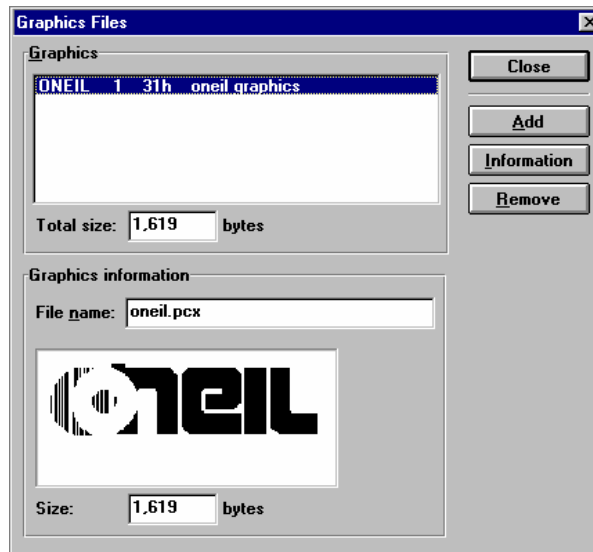 Graphics Files
Graphics
ONEIL 1 31h oneil graphics
Total size: 1,619 bytes
Close
Add
Information
Remove
Graphics information
File name: oneil.pcx
oneil
Size: 1,619 bytes